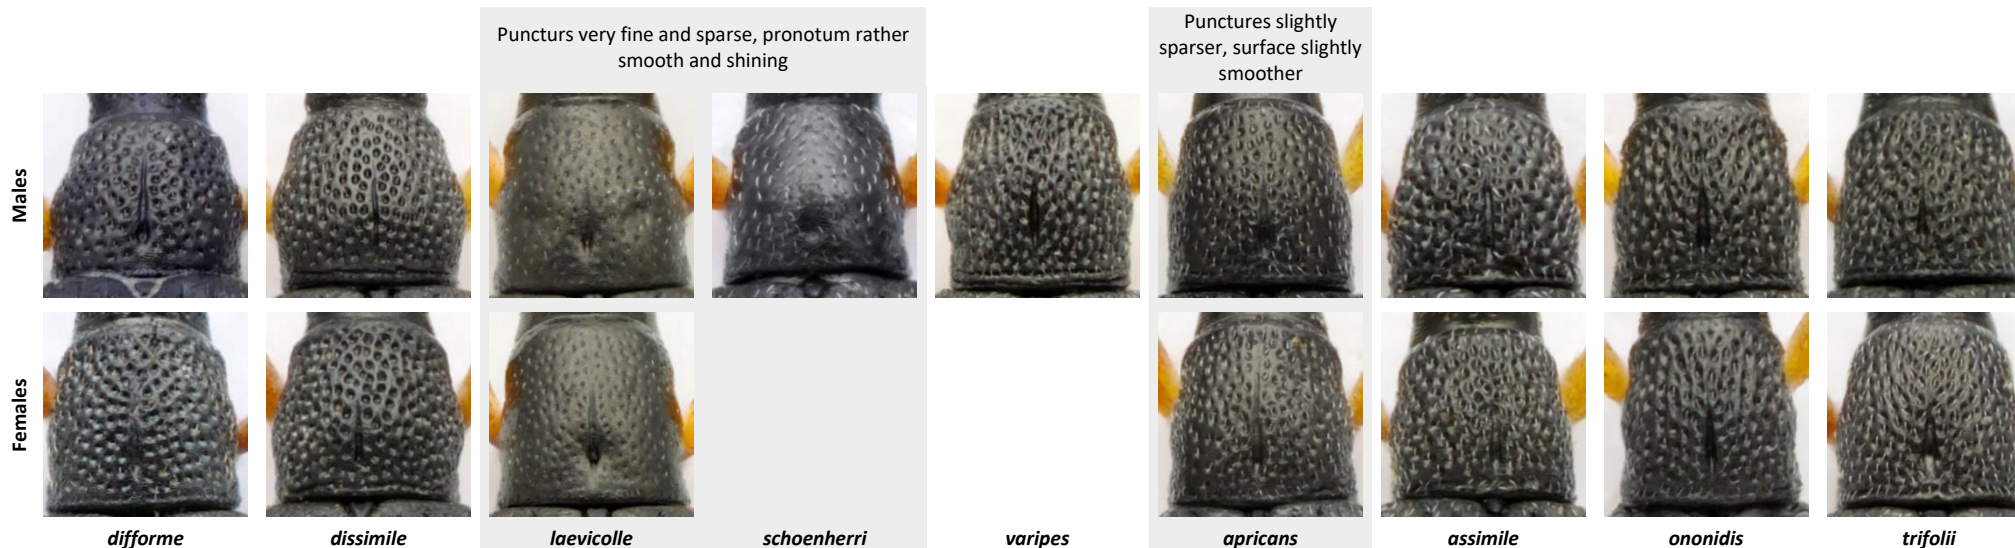 Puncturs very fine and sparse, pronotum rather
smooth and shining
Punctures slightly
sparser, surface slightly
smoother
Males
Females
difforme
dissimile
laevicolle
schoenherri
varipes
apricans
assimile
ononidis
trifolii